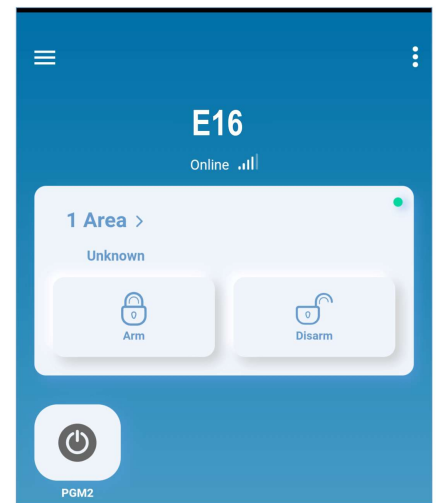 E16
Online
1 Area >
Unknown
Arm
Disarm
PGM2